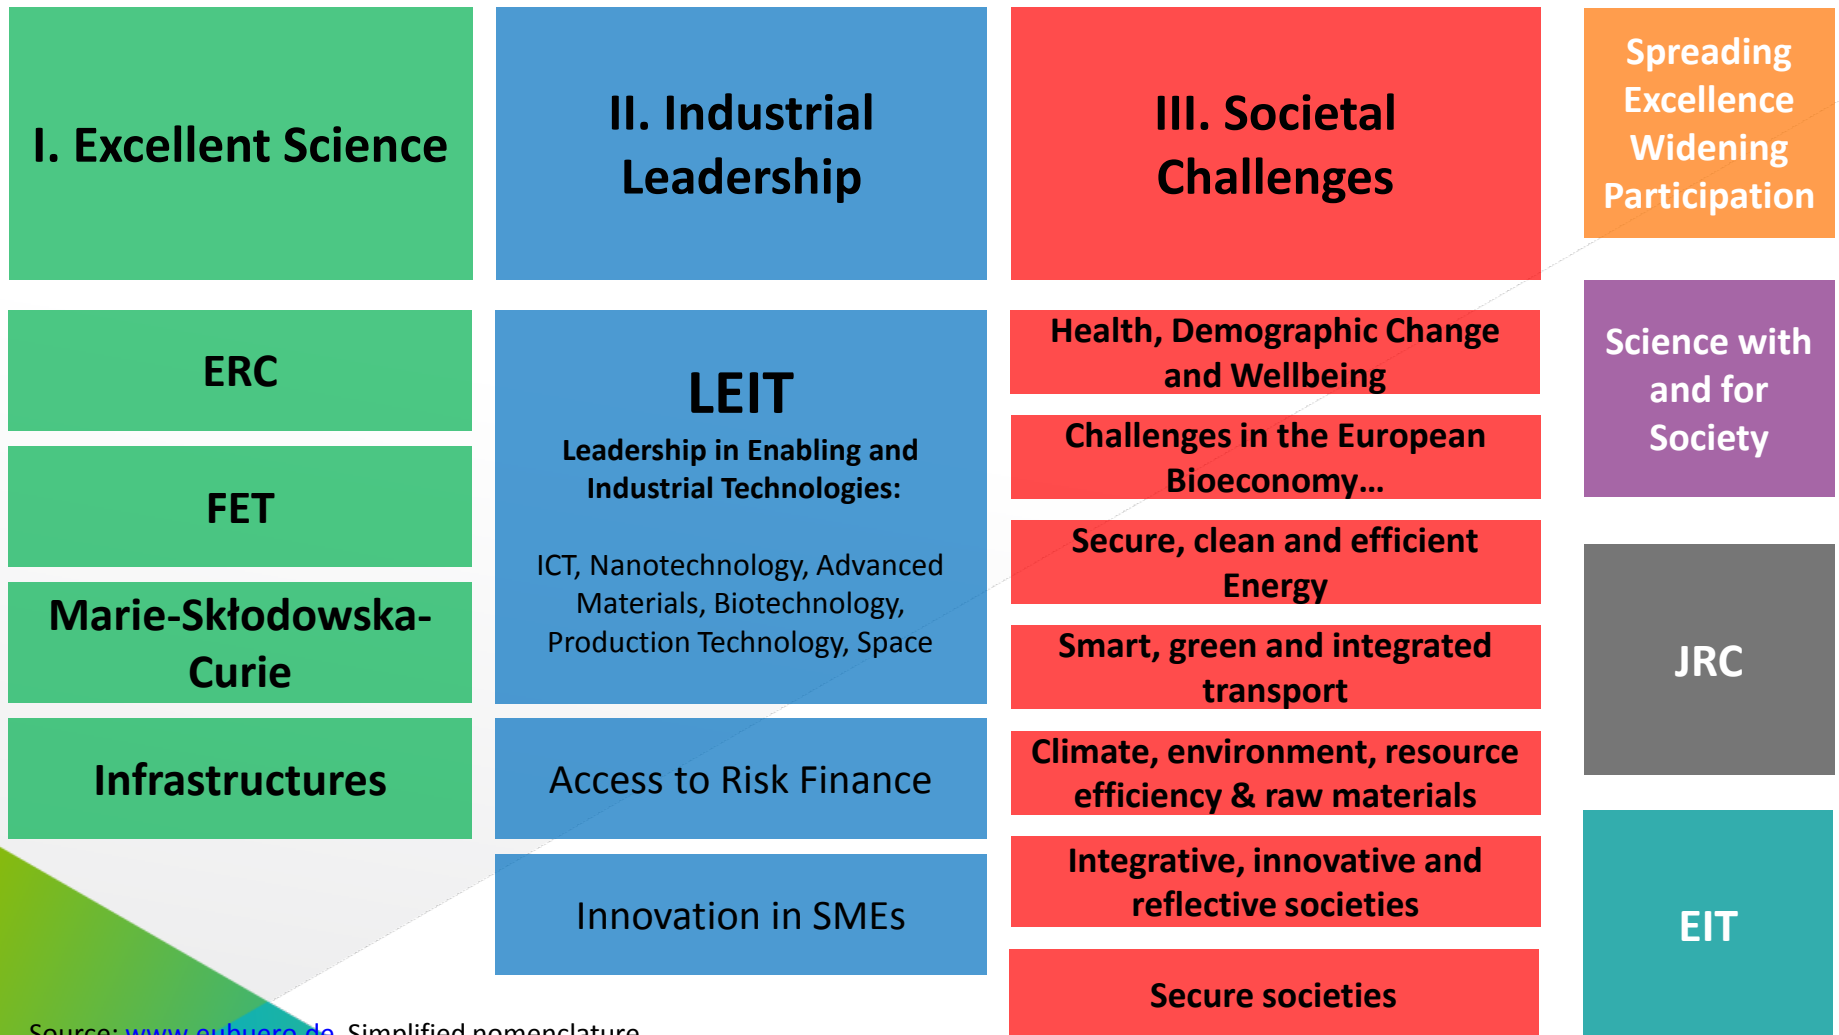 I. Excellent Science
ERC
FET
Marie-Skłodowska-
Curie
Infrastructures
II. Industrial
Leadership
LEIT
Leadership in Enabling and
Industrial Technologies:
ICT, Nanotechnology, Advanced
Materials, Biotechnology,
Production Technology, Space
Access to Risk Finance
Innovation in SMEs
III. Societal
Challenges
Health, Demographic Change
and Wellbeing
Challenges in the European
Bioeconomy...
Secure, clean and efficient
Energy
Smart, green and integrated
transport
Climate, environment, resource
efficiency & raw materials
Integrative, innovative and
reflective societies
Secure societies
Spreading
Excellence
Widening
Participation
Science with
and for
Society
JRC
EIT
Source: www.eubuero.de, Simplified nomenclature